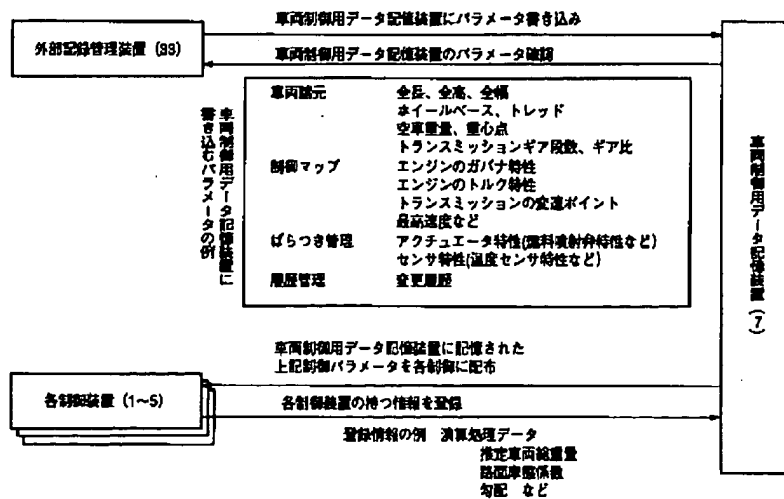 車両制御用データ記憶装置にパラメータ書き込み
外部記録管理装置 (33)
車両制御用データ記憶装置のパラメータ確認
車両制御用データ記憶装置に
書き込むパラメータの例
車両諸元 全長、全高、全幅
ホイールベース、トレッド
空車重量、重心点
トランスミッションギア段数、ギア比
制御マップ エンジンのガバナ特性
エンジンのトルク特性
トランスミッションの変速ポイント
最高速度など
ばらつき管理 アクチュエータ特性(燃料噴射弁特性など)
センサ特性(温度センサ特性など)
履歴管理 変更履歴
車両制御用データ記憶装置 (7)
車両制御用データ記憶装置に記憶された
上記制御パラメータを各制御に配布
各制御装置 (1～5)
各制御装置の持つ情報を登録
登録情報の例 演算処理データ
推定車両総重量
路面摩擦係数
勾配 など